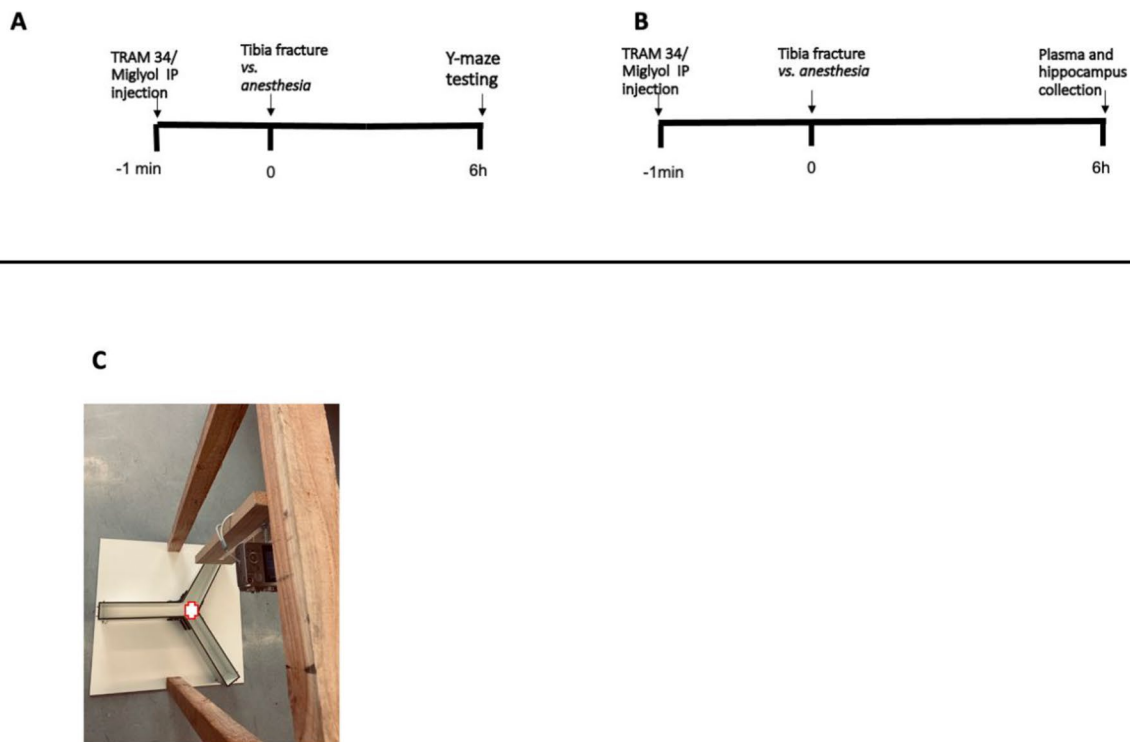 A
TRAM 34/
Miglyol IP
injection
Tibia fracture
vs.
anesthesia
Y-maze
testing
-1 min
0
6h
B
TRAM 34/
Miglyol IP
injection
Tibia fracture
vs. anesthesia
Plasma and
hippocampus
collection
-1min
0
6h
C